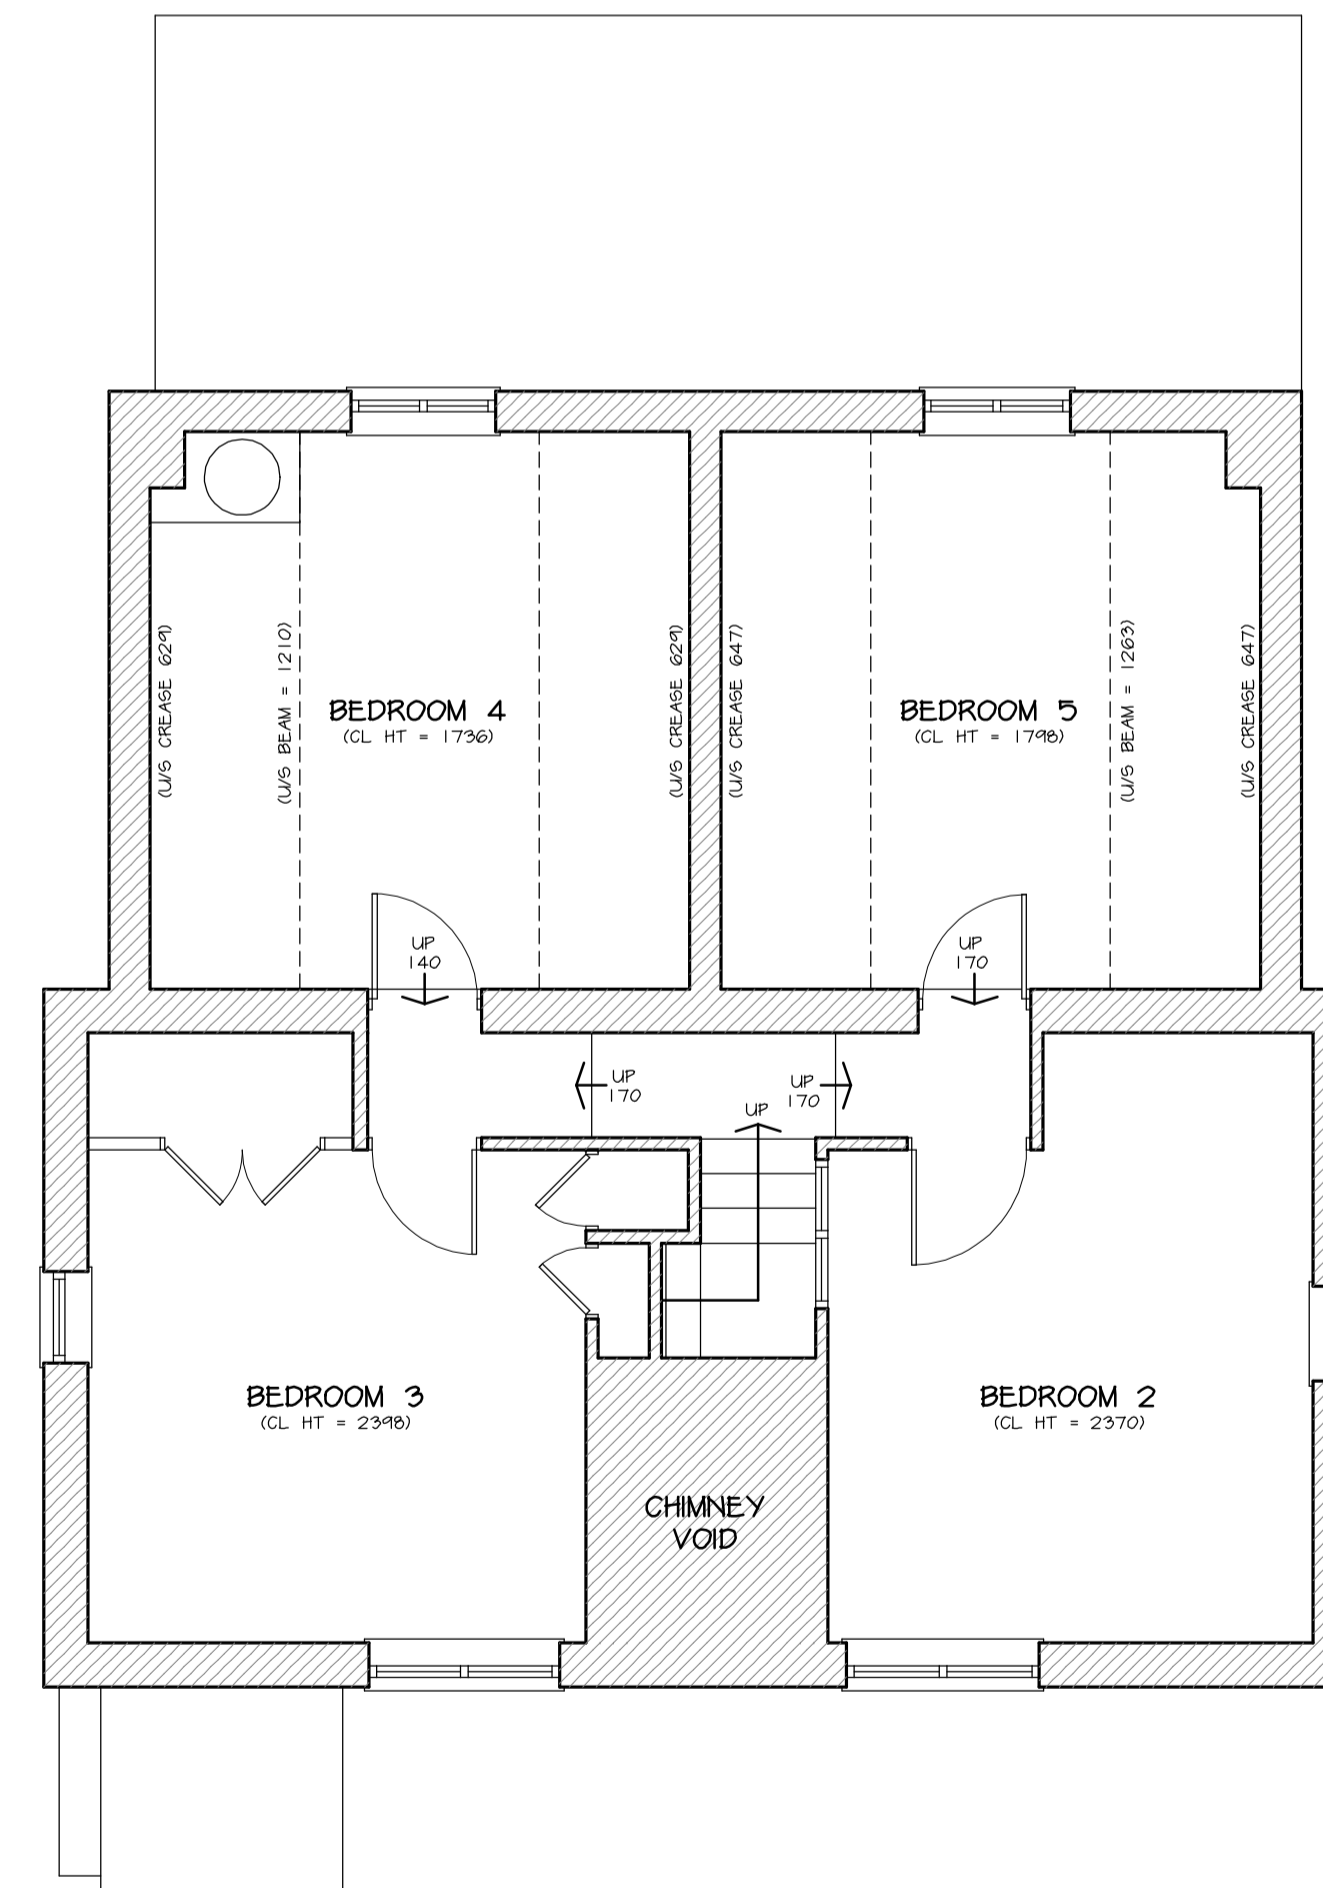 (U/S CREASE 629)
(U/S BEAM = 1210)
BEDROOM 4
(CL HT = 1736)
(U/S CREASE 629)
(U/S CREASE 647)
BEDROOM 5
(CL HT = 1798)
(U/S BEAM = 1263)
(U/S CREASE 647)
UP
140
UP
170
UP
170
UP
170
UP
BEDROOM 3
(CL HT = 2398)
BEDROOM 2
(CL HT = 2370)
CHIMNEY
VOID